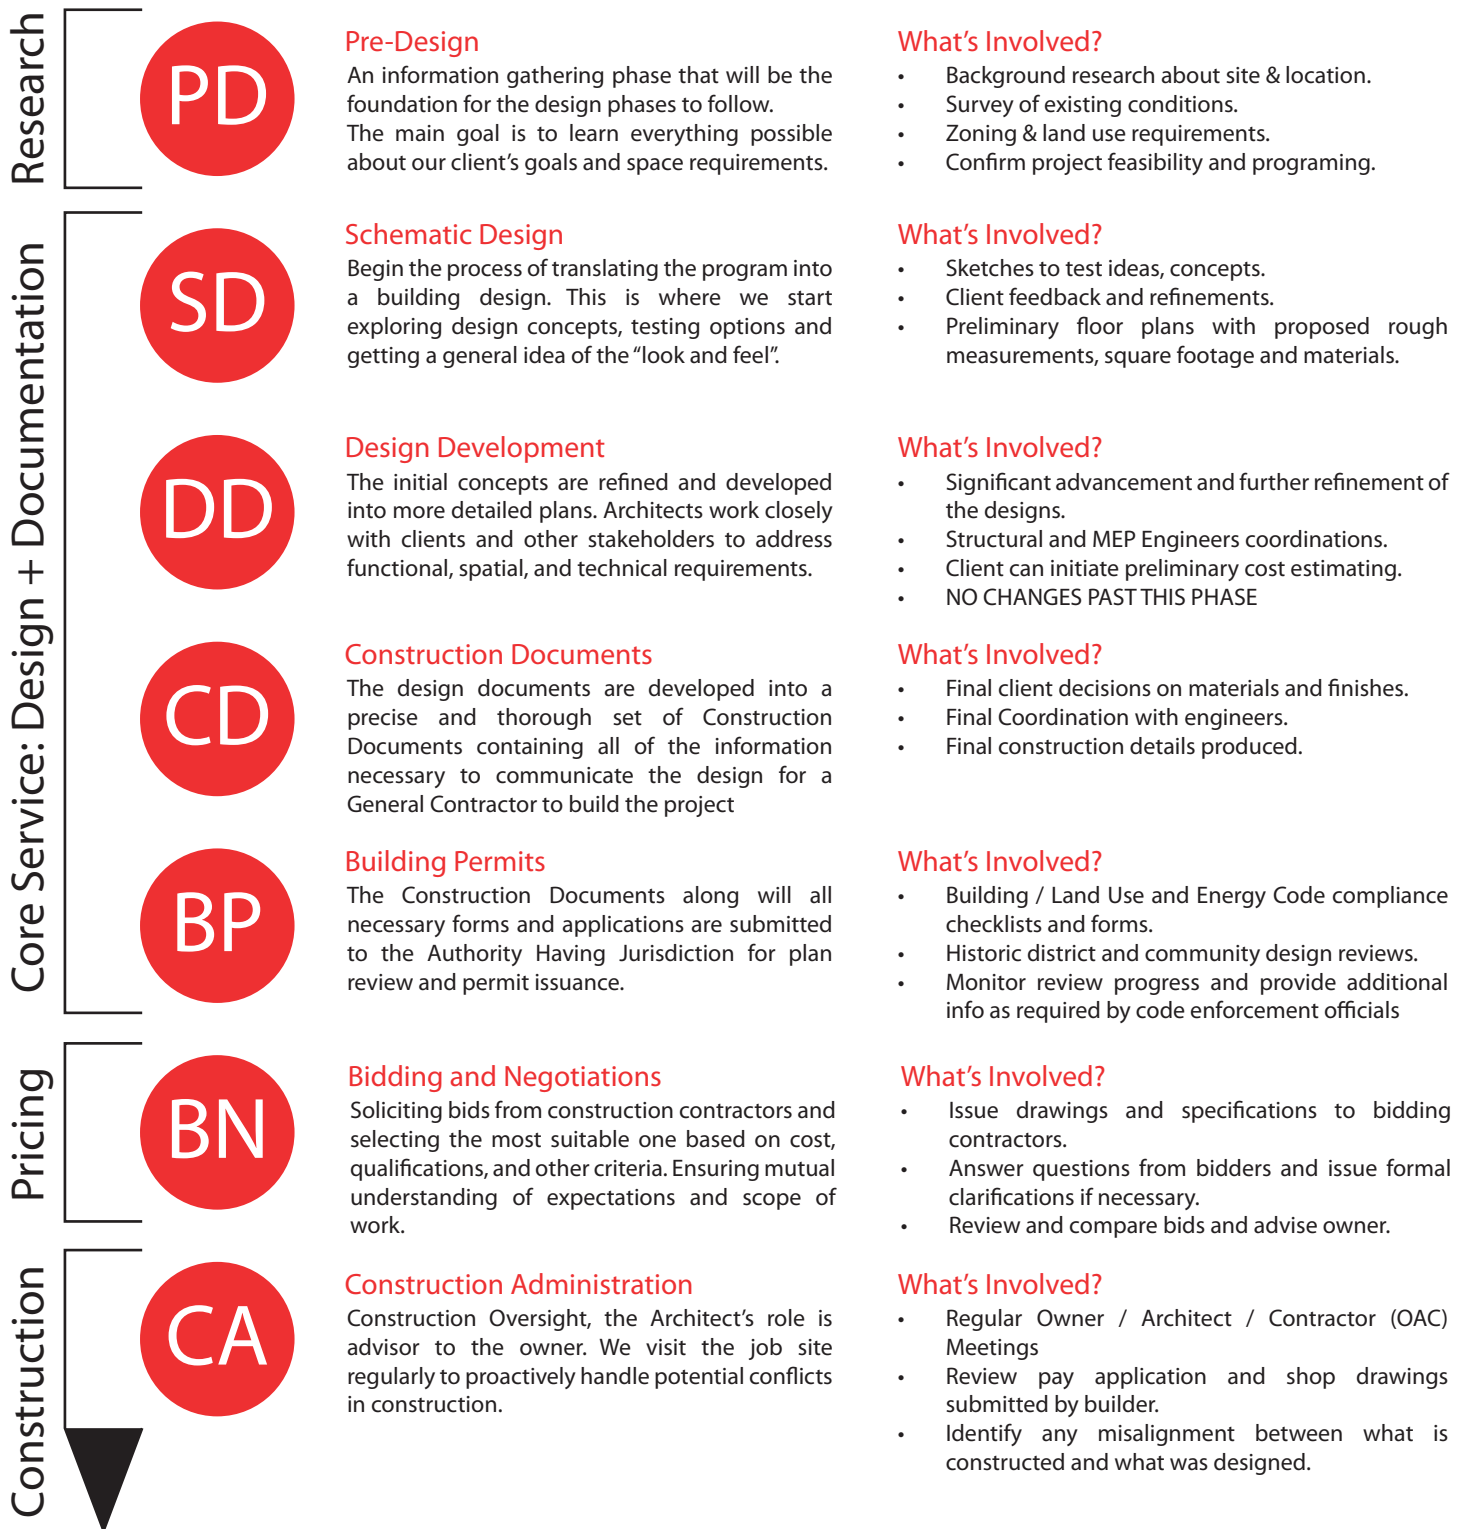 Research
PD
Pre-Design
An information gathering phase that will be the
foundation for the design phases to follow.
The main goal is to learn everything possible
about our client's goals and space requirements.
What's Involved?
• Background research about site & location.
• Survey of existing conditions.
• Zoning & land use requirements.
• Confirm project feasibility and programing.
Core Service: Design + Documentation
SD
Schematic Design
Begin the process of translating the program into
a building design. This is where we start
exploring design concepts, testing options and
getting a general idea of the “look and feel”.
What's Involved?
• Sketches to test ideas, concepts.
• Client feedback and refinements.
• Preliminary floor plans with proposed rough
measurements, square footage and materials.
DD
Design Development
The initial concepts are refined and developed
into more detailed plans. Architects work closely
with clients and other stakeholders to address
functional, spatial, and technical requirements.
What's Involved?
• Significant advancement and further refinement of
the designs.
• Structural and MEP Engineers coordinations.
• Client can initiate preliminary cost estimating.
• NO CHANGES PAST THIS PHASE
CD
Construction Documents
The design documents are developed into a
precise and thorough set of Construction
Documents containing all of the information
necessary to communicate the design for a
General Contractor to build the project
What's Involved?
• Final client decisions on materials and finishes.
• Final Coordination with engineers.
• Final construction details produced.
BP
Building Permits
The Construction Documents along will all
necessary forms and applications are submitted
to the Authority Having Jurisdiction for plan
review and permit issuance.
What's Involved?
• Building / Land Use and Energy Code compliance
checklists and forms.
• Historic district and community design reviews.
• Monitor review progress and provide additional
info as required by code enforcement officials
Pricing
BN
Bidding and Negotiations
Soliciting bids from construction contractors and
selecting the most suitable one based on cost,
qualifications, and other criteria. Ensuring mutual
understanding of expectations and scope of
work.
What's Involved?
• Issue drawings and specifications to bidding
contractors.
• Answer questions from bidders and issue formal
clarifications if necessary.
• Review and compare bids and advise owner.
Construction
CA
Construction Administration
Construction Oversight, the Architect's role is
advisor to the owner. We visit the job site
regularly to proactively handle potential conflicts
in construction.
What's Involved?
• Regular Owner / Architect / Contractor (OAC)
Meetings
• Review pay application and shop drawings
submitted by builder.
• Identify any misalignment between what is
constructed and what was designed.